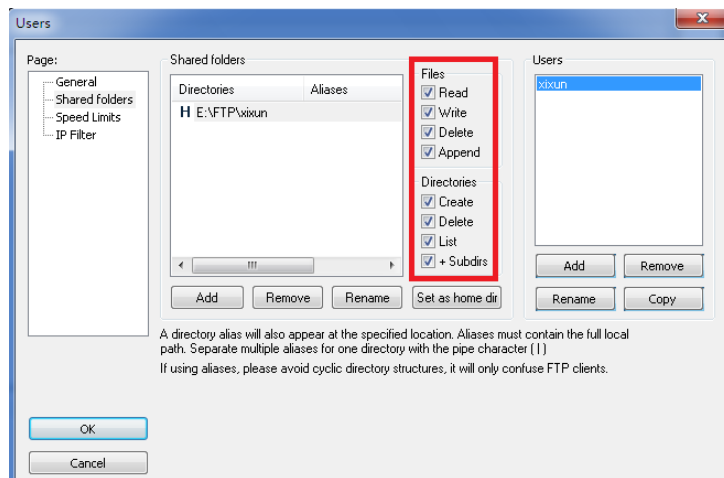 Users
Page:
General
Shared folders
Speed Limits
IP Filter
Shared folders
Directories Aliases
H E:\FTP\xixun
Files
Read
Write
Delete
Append
Directories
Create
Delete
List
+ Subdirs
Add Remove Rename Set as home dir
Users
xixun
Add Remove
Rename Copy
A directory alias will also appear at the specified location. Aliases must contain the full local
path. Separate multiple aliases for one directory with the pipe character ( | )
If using aliases, please avoid cyclic directory structures, it will only confuse FTP clients.
OK
Cancel